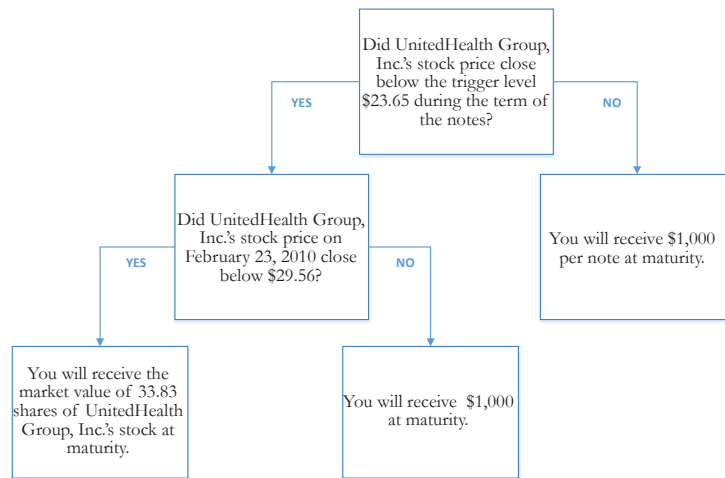 Did UnitedHealth Group,
Inc.'s stock price close
below the trigger level
$23.65 during the term of
the notes?
YES
NO
Did UnitedHealth Group,
Inc.'s stock price on
February 23, 2010 close
below $29.56?
You will receive $1,000
per note at maturity.
YES
NO
You will receive the
market value of 33.83
shares of UnitedHealth
Group, Inc.'s stock at
maturity.
You will receive $1,000
at maturity.